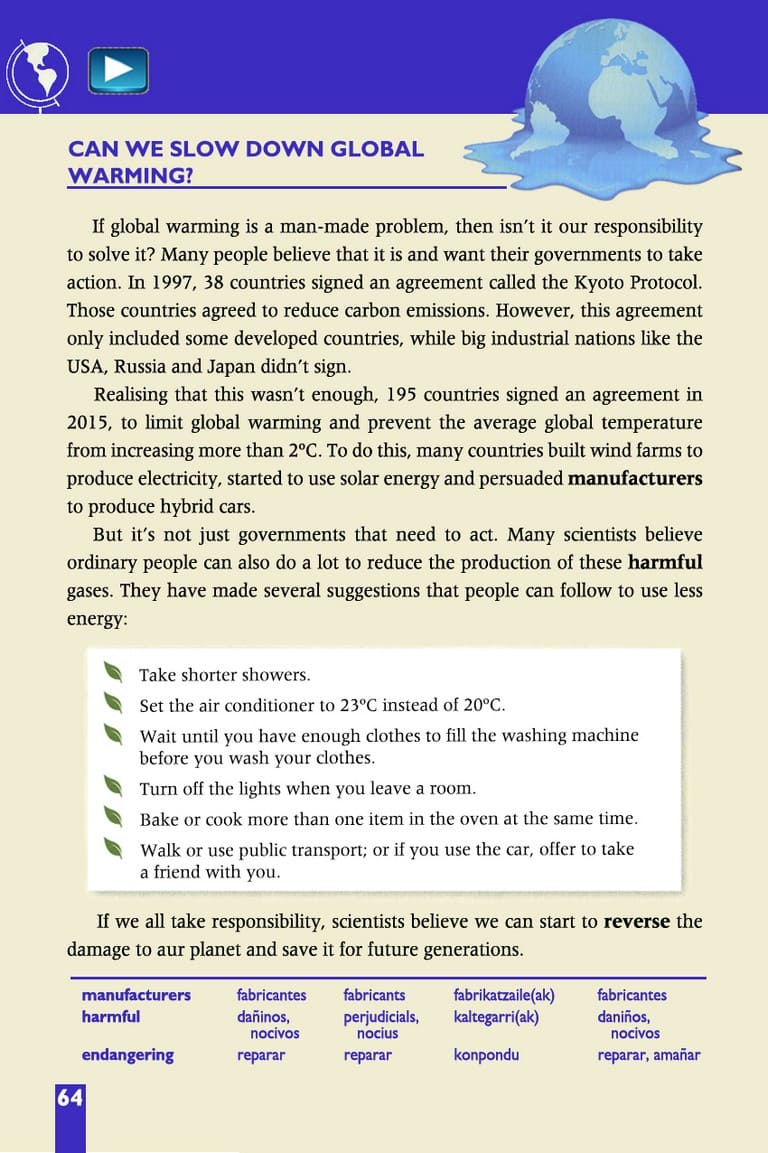 CAN WE SLOW DOWN GLOBAL
WARMING?
If global warming is a man-made problem, then isn't it our responsibility
to solve it? Many people believe that it is and want their governments to take
action. In 1997, 38 countries signed an agreement called the Kyoto Protocol.
Those countries agreed to reduce carbon emissions. However, this agreement
only included some developed countries, while big industrial nations like the
USA, Russia and Japan didn't sign.
Realising that this wasn't enough, 195 countries signed an agreement in
2015, to limit global warming and prevent the average global temperature
from increasing more than 2ºC. To do this, many countries built wind farms to
produce electricity, started to use solar energy and persuaded manufacturers
to produce hybrid cars.
But it's not just governments that need to act. Many scientists believe
ordinary people can also do a lot to reduce the production of these harmful
gases. They have made several suggestions that people can follow to use less
energy:
Take shorter showers.
Set the air conditioner to 23ºC instead of 20ºC.
Wait until you have enough clothes to fill the washing machine
before you wash your clothes.
Turn off the lights when you leave a room.
Bake or cook more than one item in the oven at the same time.
Walk or use public transport; or if you use the car, offer to take
a friend with you.
If we all take responsibility, scientists believe we can start to reverse the
damage to aur planet and save it for future generations.
manufacturers fabricantes fabricants fabrikatzaile(ak) fabricantes
harmful dañinos, perjudicials, kaltegarri(ak) daniños,
nocivos nocius nocivos
endangering reparar reparar konpondu reparar, amañar
64